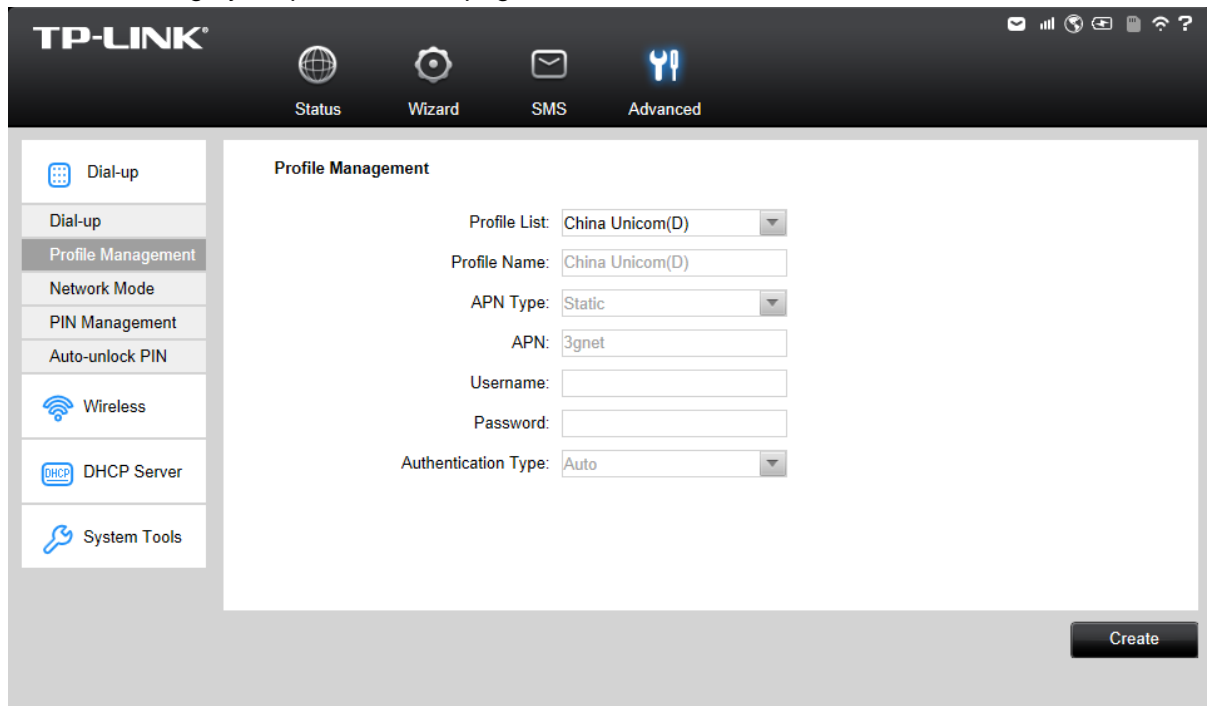 TP-LINK®
Status Wizard SMS Advanced
Dial-up
Dial-up
Profile Management
Network Mode
PIN Management
Auto-unlock PIN
Wireless
DHCP DHCP Server
System Tools
Profile Management
Profile List: China Unicom(D)
Profile Name: China Unicom(D)
APN Type: Static
APN: 3gnet
Username:
Password:
Authentication Type: Auto
Create